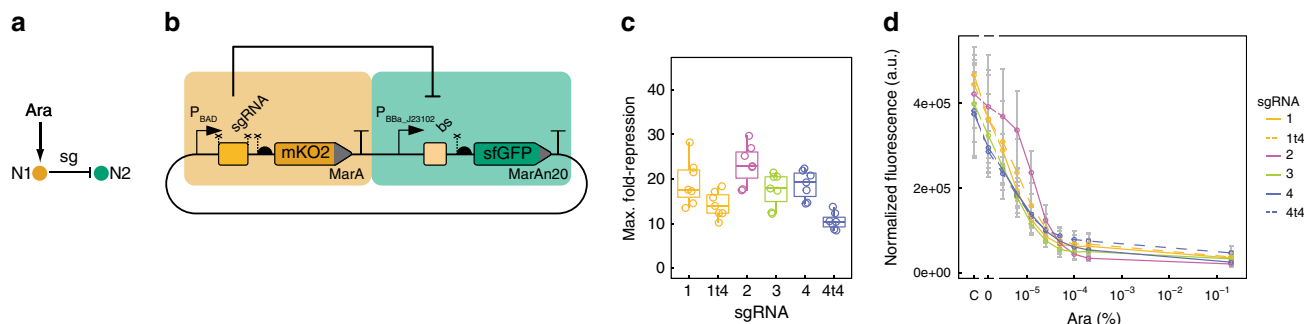 a
Ara
sg
N1
N2
b
P BAD
sgRNA
mKO2
MarA
P BBa_J23102
bs
sfGFP
MarAn20
c
Max. fold-repression
40
30
20
10
0
1 1t4 2 3 4 4t4
sgRNA
d
Normalized fluorescence (a.u.)
4e+05
2e+05
0e+00
C 0 10⁻⁵ 10⁻⁴ 10⁻³ 10⁻² 10⁻¹
Ara (%)
sgRNA
1
1t4
2
3
4
4t4